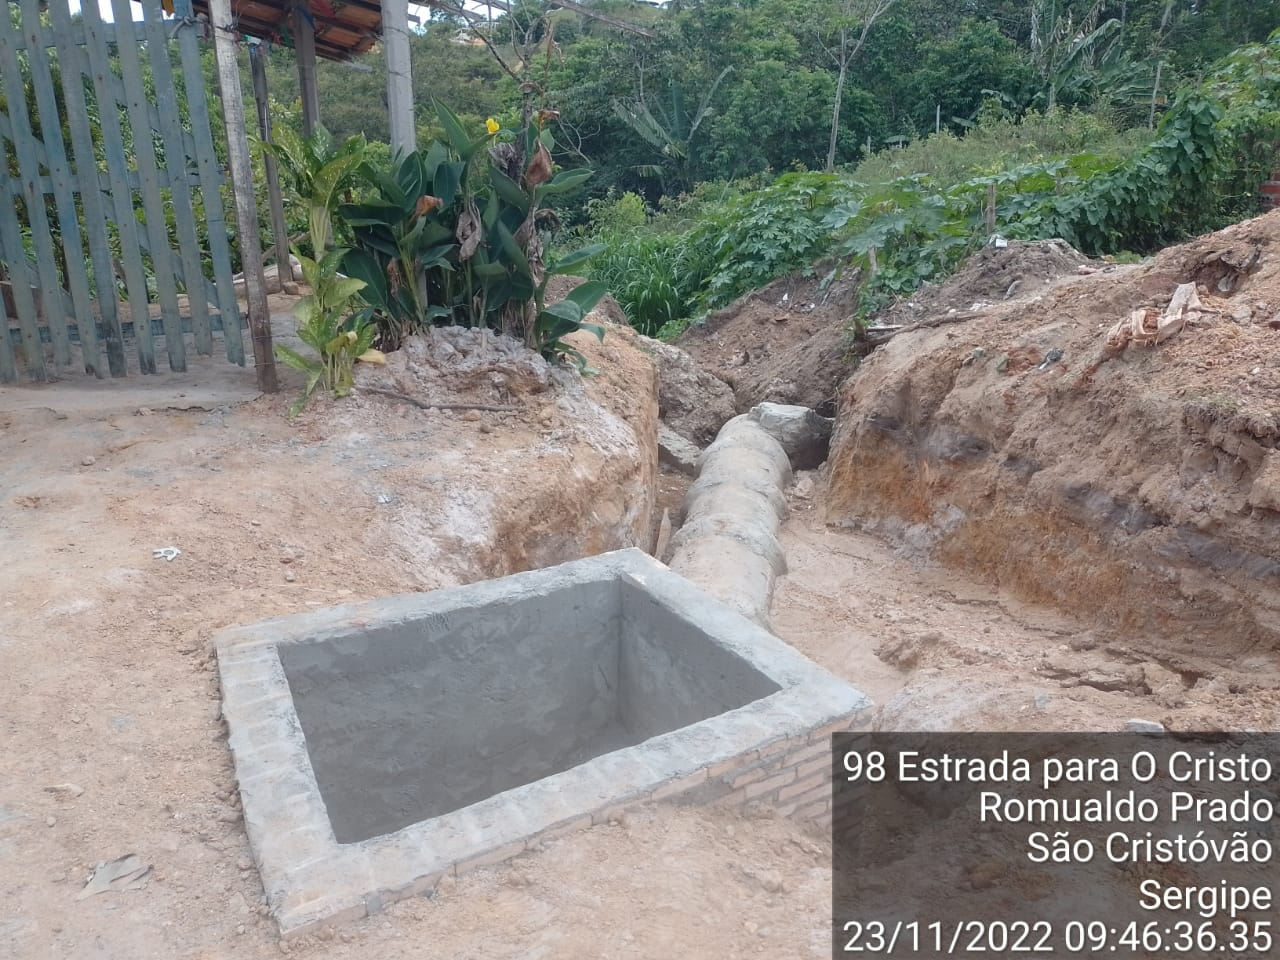 98 Estrada para O Cristo
Romualdo Prado
São Cristóvão
Sergipe
23/11/2022 09:46:36.35